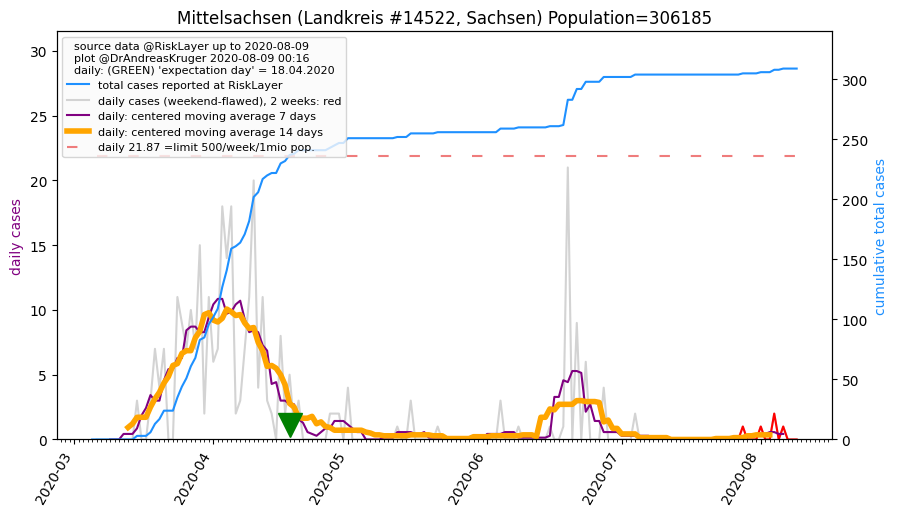 Mittelsachsen (Landkreis #14522, Sachsen) Population=306185
source data @RiskLayer up to 2020-08-09
plot @DrAndreasKruger 2020-08-09 00:16
daily: (GREEN) 'expectation day' = 18.04.2020
total cases reported at RiskLayer
daily cases (weekend-flawed), 2 weeks: red
daily: centered moving average 7 days
daily: centered moving average 14 days
daily 21.87 =limit 500/week/1mio pop.
daily cases
30
25
20
15
10
5
0
cumulative total cases
300
250
200
150
100
50
0
2020-03
2020-04
2020-05
2020-06
2020-07
2020-08